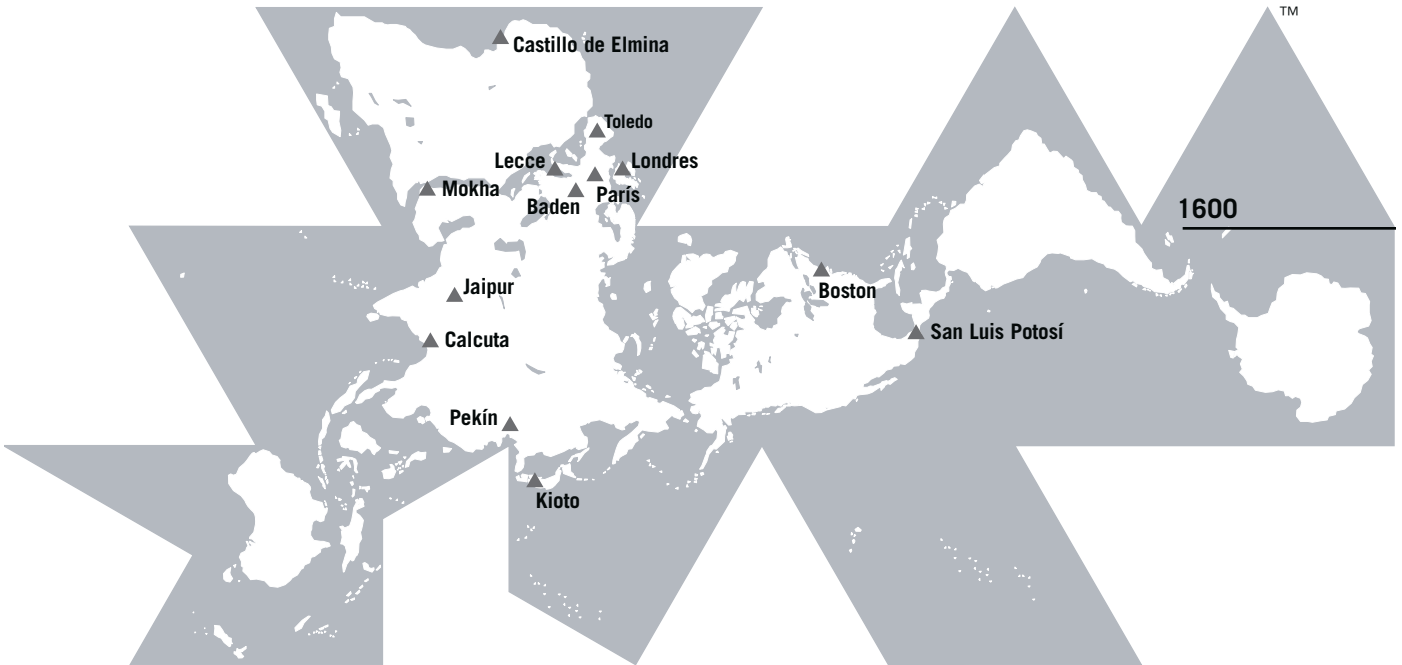 TM
Castillo de Elmina
Toledo
Lecce
Londres
Mokha
París
Baden
1600
Jaipur
Boston
Calcuta
San Luis Potosí
Pekín
Kioto